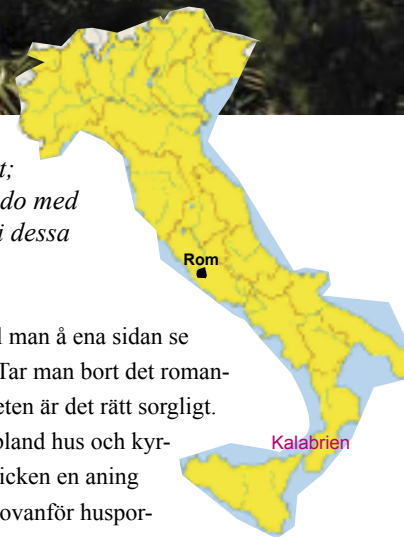 t;
do med
i dessa
Rom
l man å ena sidan se
Tar man bort det roman-
eten är det rätt sorgligt.
bland hus och kyr-
Kalabrien
icken en aning
ovanför huspor-